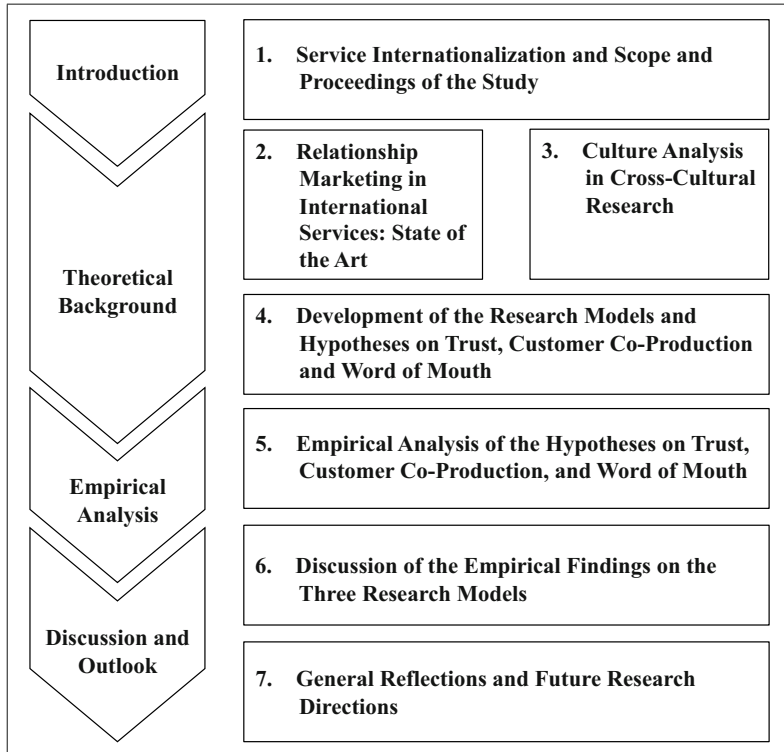 Introduction
1. Service Internationalization and Scope and
Proceedings of the Study
Theoretical
Background
2. Relationship
Marketing in
International
Services: State of
the Art
3. Culture Analysis
in Cross-Cultural
Research
4. Development of the Research Models and
Hypotheses on Trust, Customer Co-Production
and Word of Mouth
Empirical
Analysis
5. Empirical Analysis of the Hypotheses on Trust,
Customer Co-Production, and Word of Mouth
Discussion and
Outlook
6. Discussion of the Empirical Findings on the
Three Research Models
7. General Reflections and Future Research
Directions